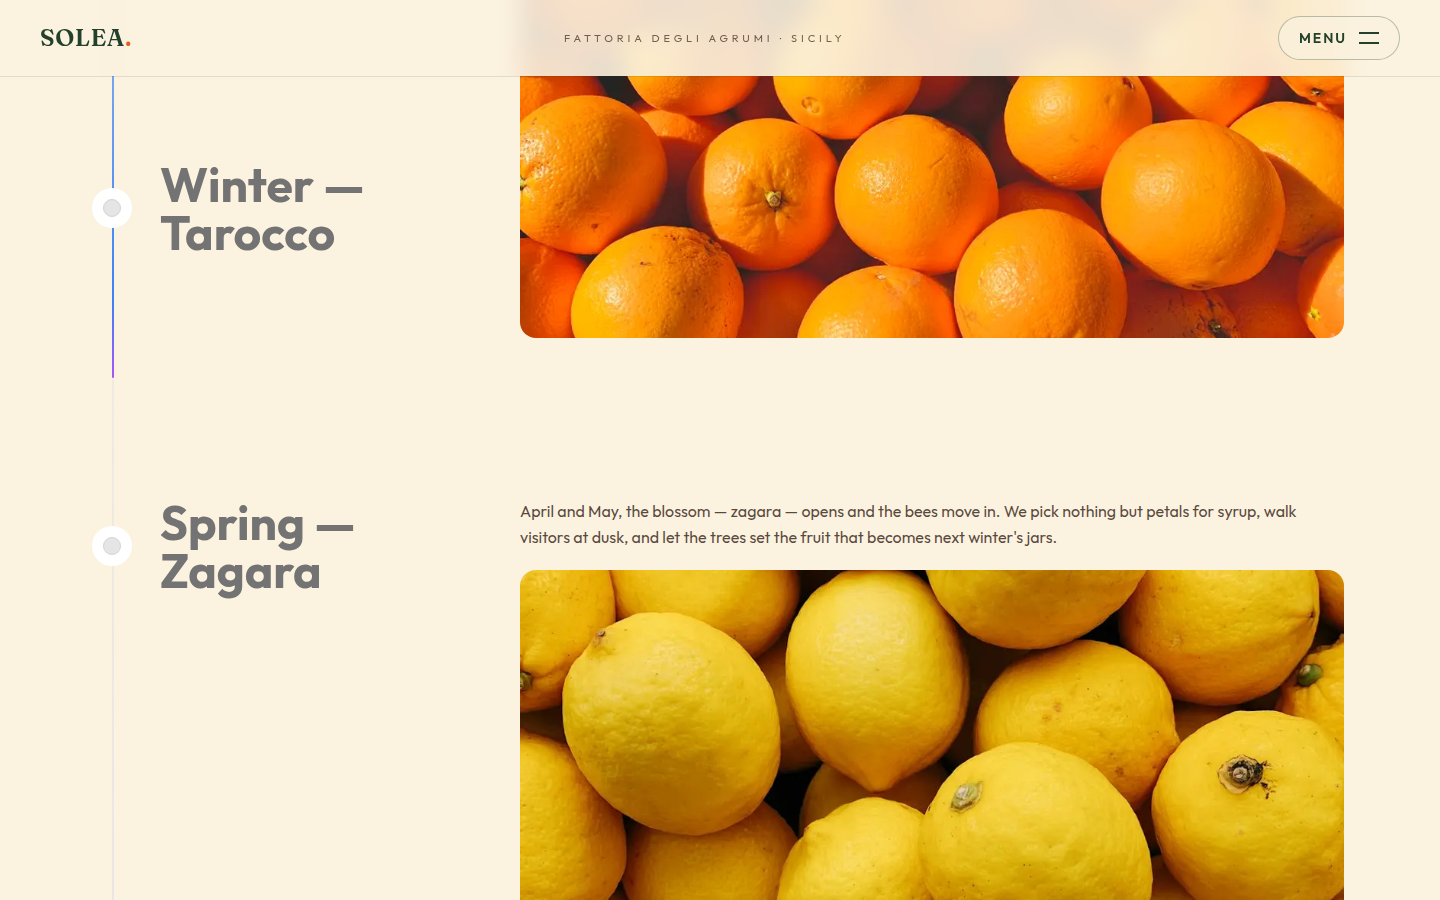 SOLEA.
FATTORIA DEGLI AGRUMI · SICILY
MENU
Winter —
Tarocco
Spring —
Zagara
April and May, the blossom — zagara — opens and the bees move in. We pick nothing but petals for syrup, walk
visitors at dusk, and let the trees set the fruit that becomes next winter's jars.